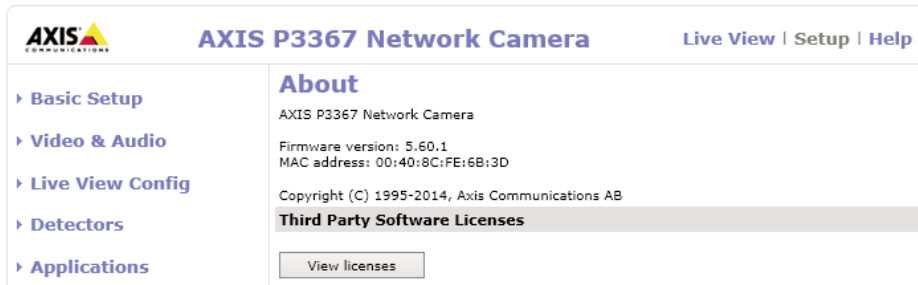 AXIS
COMMUNICATIONS
AXIS P3367 Network Camera
Live View | Setup | Help
Basic Setup
Video & Audio
Live View Config
Detectors
Applications
About
AXIS P3367 Network Camera
Firmware version: 5.60.1
MAC address: 00:40:8C:FE:6B:3D
Copyright (C) 1995-2014, Axis Communications AB
Third Party Software Licenses
View licenses